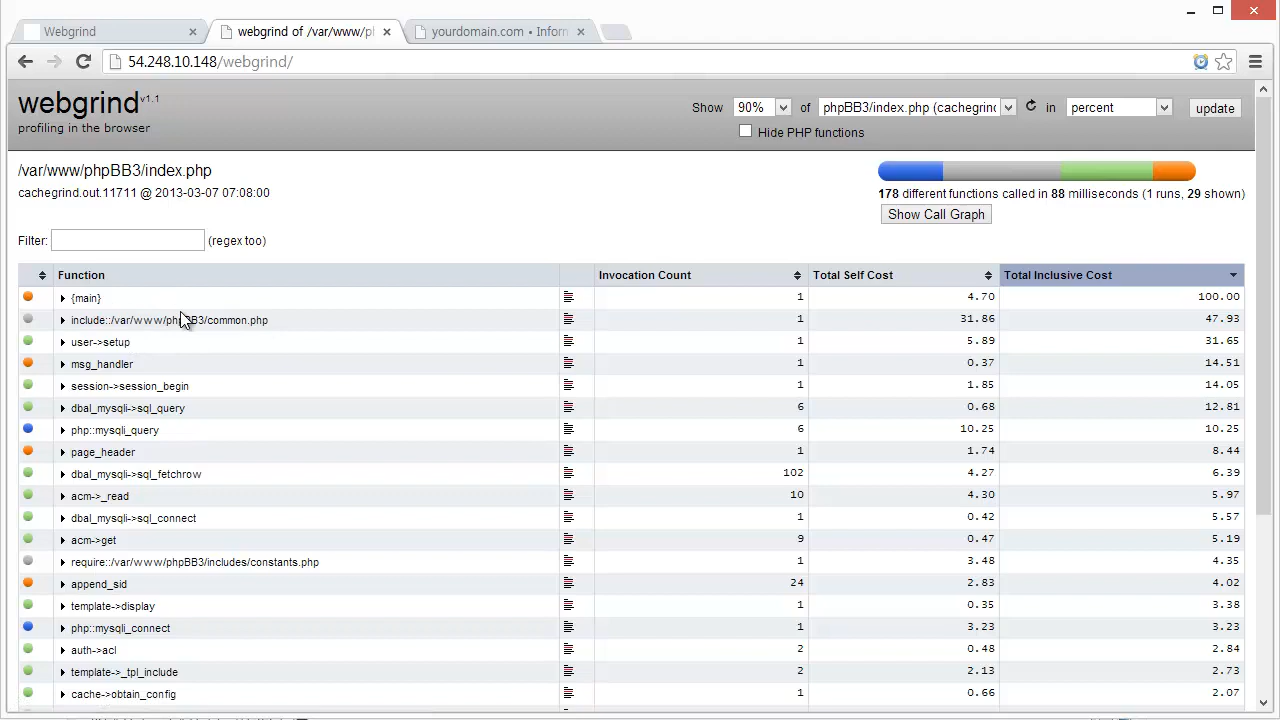 Webgrind
webgrind of /var/www/pl
yourdomain.com • Inforn
54.248.10.148/webgrind/
webgrind v1.1
profiling in the browser
Show 90% of phpBB3/index.php (cachegrind in percent update
Hide PHP functions
/var/www/phpBB3/index.php
cachegrind.out.11711 @ 2013-03-07 07:08:00
178 different functions called in 88 milliseconds (1 runs, 29 shown)
Show Call Graph
Filter: (regex too)
Function Invocation Count Total Self Cost Total Inclusive Cost
{main} 1 4.70 100.00
include::/var/www/phpBB3/common.php 1 31.86 47.93
user->setup 1 5.89 31.65
msg_handler 1 0.37 14.51
session->session_begin 1 1.85 14.05
dbal_mysqli->sql_query 6 0.68 12.81
php::mysqli_query 6 10.25 10.25
page_header 1 1.74 8.44
dbal_mysqli->sql_fetchrow 102 4.27 6.39
acm->_read 10 4.30 5.97
dbal_mysqli->sql_connect 1 0.42 5.57
acm->get 9 0.47 5.19
require::/var/www/phpBB3/includes/constants.php 1 3.48 4.35
append_sid 24 2.83 4.02
template->display 1 0.35 3.38
php::mysqli_connect 1 3.23 3.23
auth->acl 2 0.48 2.84
template->_tpl_include 2 2.13 2.73
cache->obtain_config 1 0.66 2.07